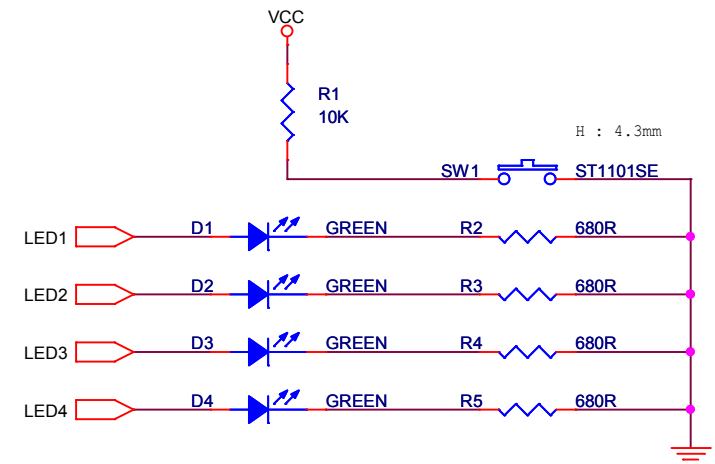 VCC
R1
10K
H : 4.3mm
SW1 ST1101SE
LED1 D1 GREEN R2 680R
LED2 D2 GREEN R3 680R
LED3 D3 GREEN R4 680R
LED4 D4 GREEN R5 680R